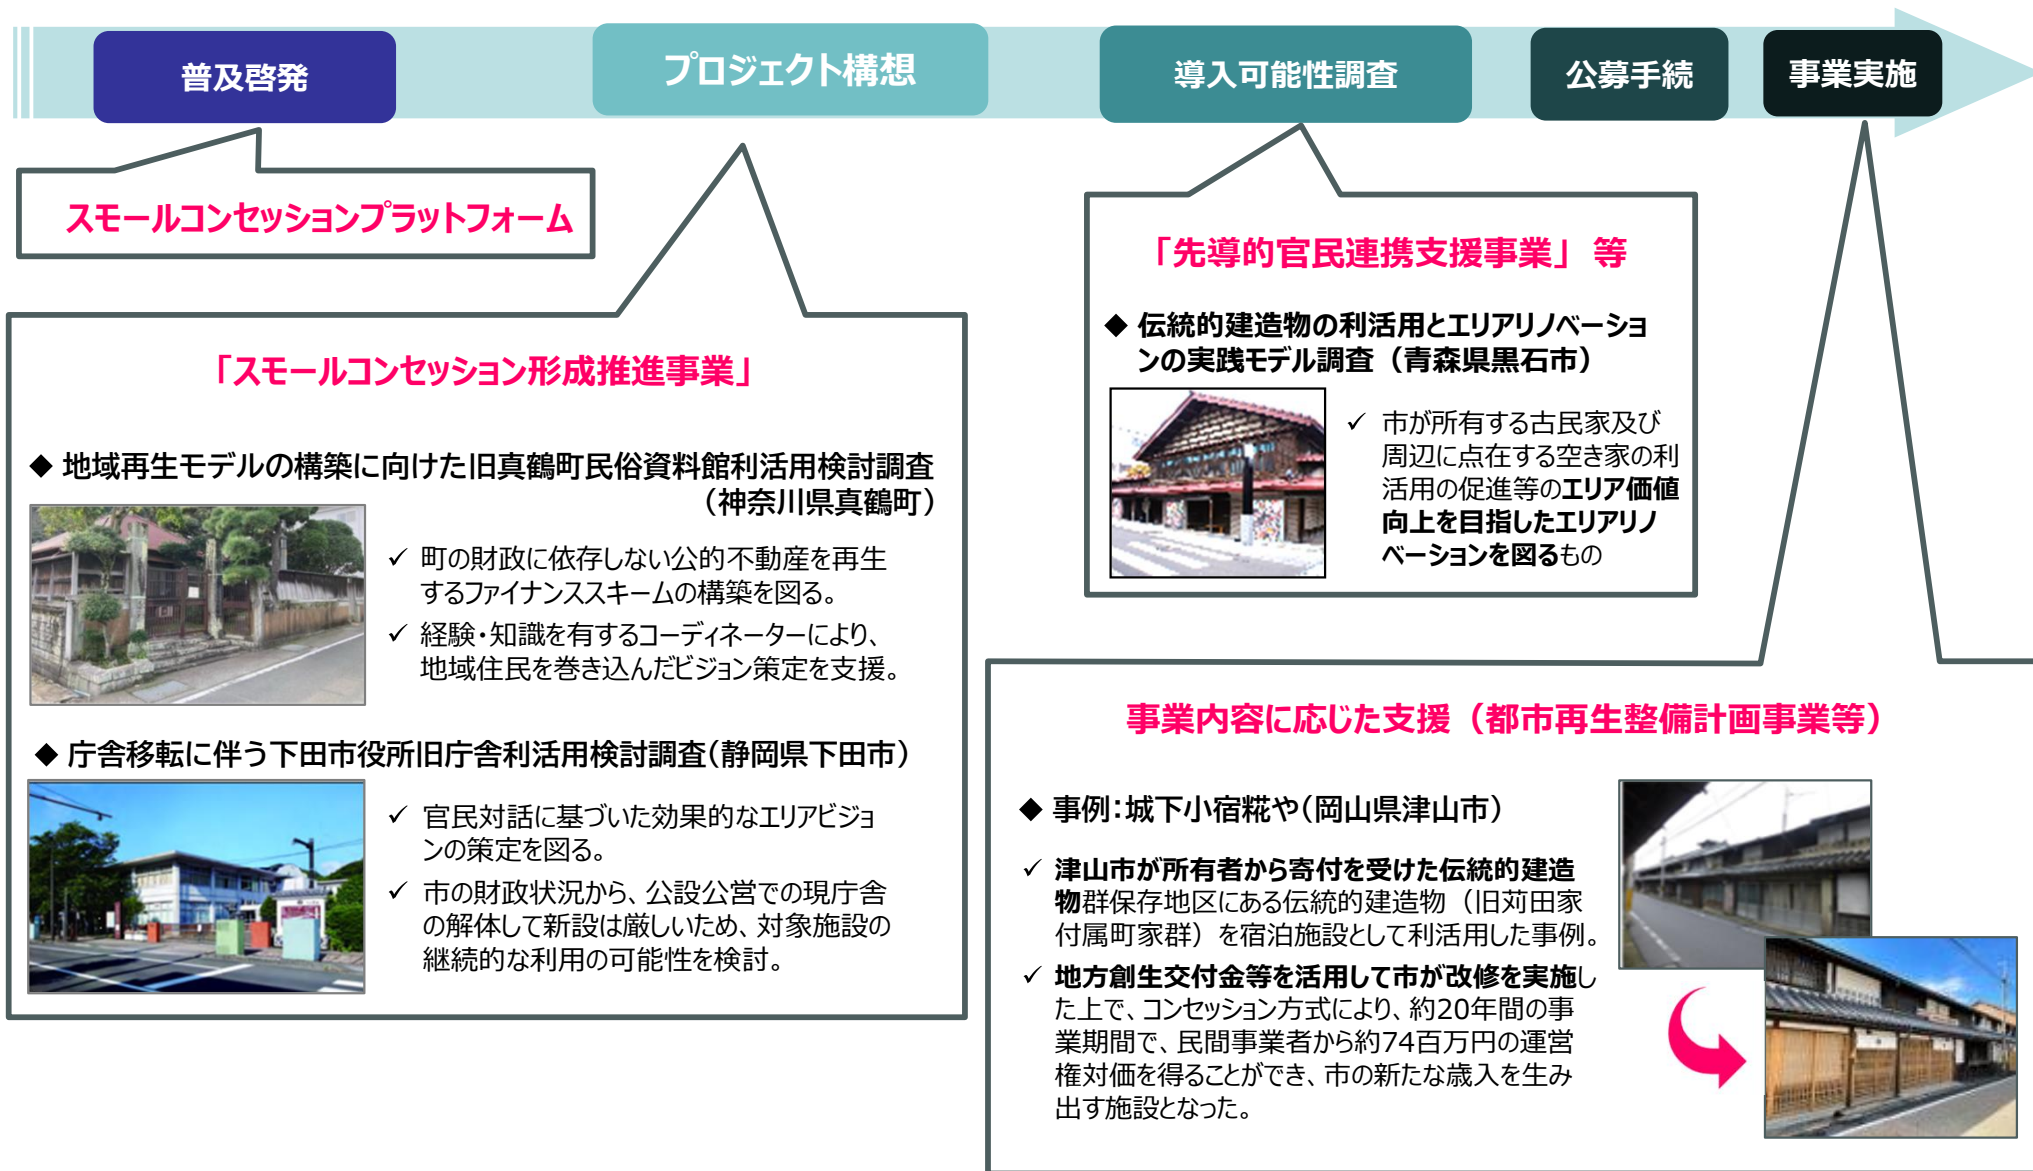 普及啓発
プロジェクト構想
導入可能性調査
公募手続
事業実施
スモールコンセッションプラットフォーム
「スモールコンセッション形成推進事業」
◆ 地域再生モデルの構築に向けた旧真鶴町民俗資料館利活用検討調査
（神奈川県真鶴町）
✓ 町の財政に依存しない公的不動産を再生
するファイナンススキームの構築を図る。
✓ 経験・知識を有するコーディネーターにより、
地域住民を巻き込んだビジョン策定を支援。
◆ 庁舎移転に伴う下田市役所旧庁舎利活用検討調査(静岡県下田市）
✓ 官民対話に基づいた効果的なエリアビジョ
ンの策定を図る。
✓ 市の財政状況から、公設公営での現庁舎
の解体して新設は厳しいため、対象施設の
継続的な利用の可能性を検討。
「先導的官民連携支援事業」等
◆ 伝統的建造物の利活用とエリアリノベーショ
ンの実践モデル調査（青森県黒石市）
✓ 市が所有する古民家及び
周辺に点在する空き家の利
活用の促進等のエリア価値
向上を目指したエリアリノ
ベーションを図るもの
事業内容に応じた支援（都市再生整備計画事業等）
◆ 事例：城下小宿糀や（岡山県津山市）
✓ 津山市が所有者から寄付を受けた伝統的建造
物群保存地区にある伝統的建造物（旧苅田家
付属町家群）を宿泊施設として利活用した事例。
✓ 地方創生交付金等を活用して市が改修を実施し
た上で、コンセッション方式により、約20年間の事
業期間で、民間事業者から約74百万円の運営
権対価を得ることができ、市の新たな歳入を生み
出す施設となった。